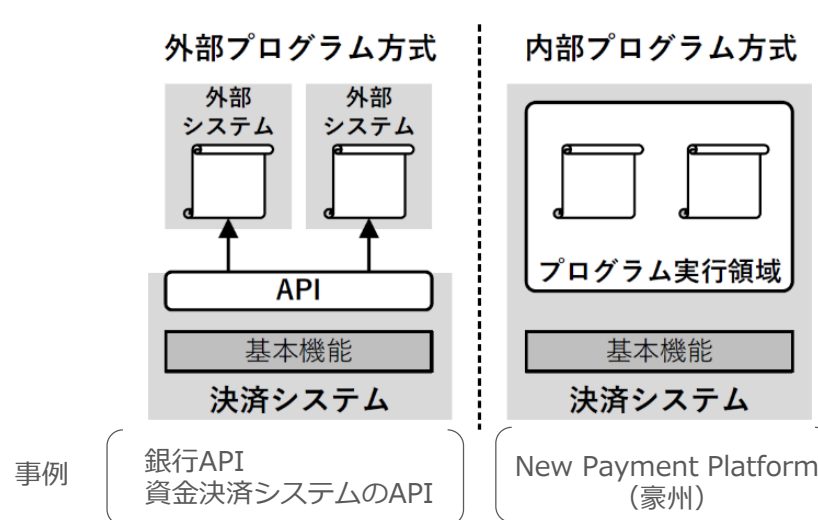 外部プログラム方式
外部
システム
外部
システム
API
基本機能
決済システム
内部プログラム方式
プログラム実行領域
基本機能
決済システム
事例
銀行API
資金決済システムのAPI
New Payment Platform
（豪州）